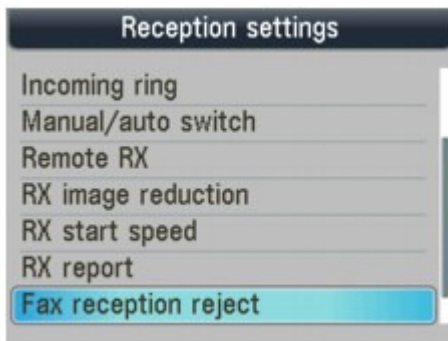 Reception settings
Incoming ring
Manual/auto switch
Remote RX
RX image reduction
RX start speed
RX report
Fax reception reject